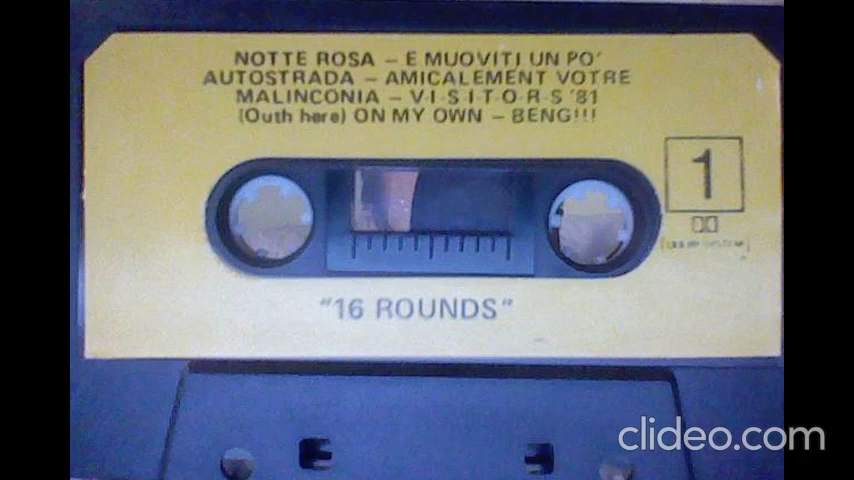 NOTTE ROSA – E MUOVITI UN PO'
AUTOSTRADA – AMICALEMENT VOTRE
MALINCONIA – V-I-S-I-T-O-R-S '81
(Outh here) ON MY OWN – BENG!!!
1
"16 ROUNDS"
clideo.com